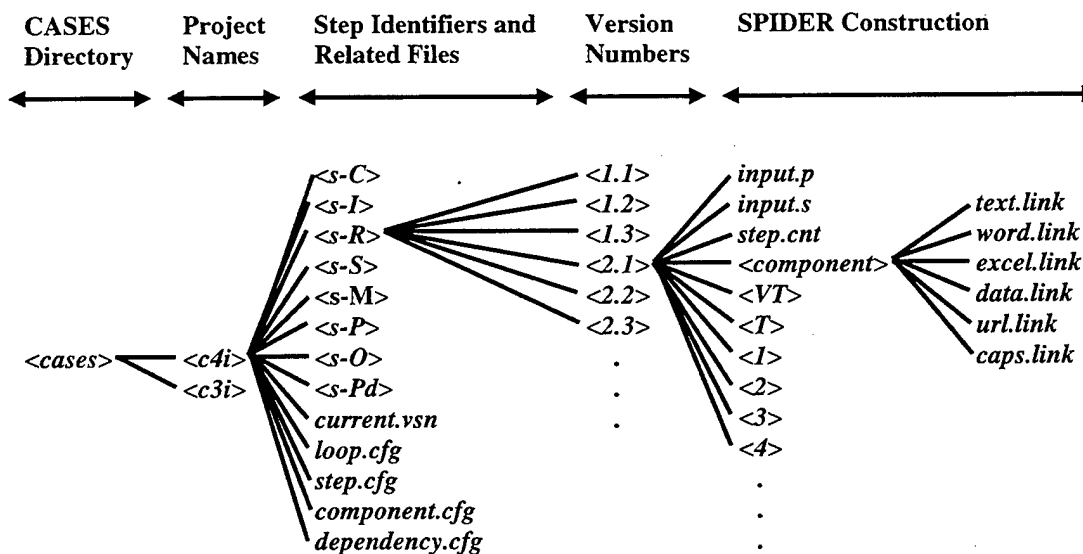 CASES Directory
Project Names
Step Identifiers and Related Files
Version Numbers
SPIDER Construction
<cases>
<c4i>
<c3i>
<s-C>
<s-I>
<s-R>
<s-S>
<s-M>
<s-P>
<s-O>
<s-Pd>
current.vsn
loop.cfg
step.cfg
component.cfg
dependency.cfg
<1.1>
<1.2>
<1.3>
<2.1>
<2.2>
<2.3>
.
.
.
input.p
input.s
step.cnt
<component>
<VT>
<T>
<1>
<2>
<3>
<4>
.
.
.
text.link
word.link
excel.link
data.link
url.link
caps.link